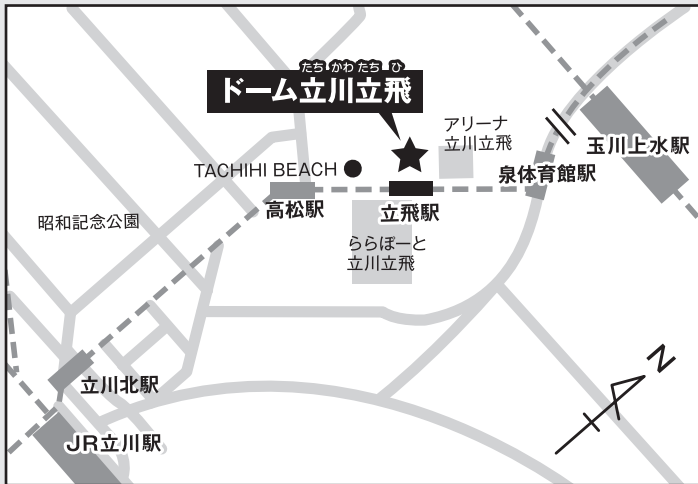 たち かわ たち ひ
ドーム立川立飛
アリーナ
立川立飛
玉川上水駅
TACHIHI BEACH
泉体育館駅
高松駅
立飛駅
昭和記念公園
ららぽーと
立川立飛
N
立川北駅
JR立川駅